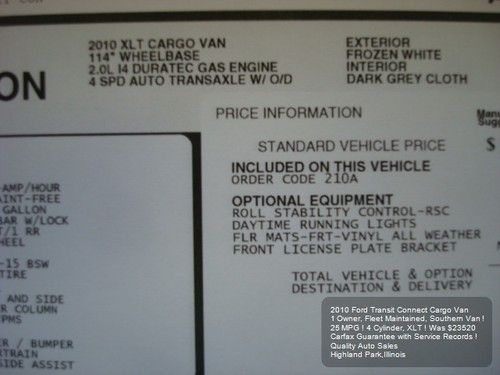 2010 XLT CARGO VAN
114" WHEELBASE
2.0L I4 DURATEC GAS ENGINE
4 SPD AUTO TRANSAXLE W/ O/D
EXTERIOR
FROZEN WHITE
INTERIOR
DARK GREY CLOTH
ON
PRICE INFORMATION
STANDARD VEHICLE PRICE $
INCLUDED ON THIS VEHICLE
ORDER CODE 210A
OPTIONAL EQUIPMENT
ROLL STABILITY CONTROL-RSC
DAYTIME RUNNING LIGHTS
FLR MATS-FRT-VINYL ALL WEATHER
FRONT LICENSE PLATE BRACKET
TOTAL VEHICLE & OPTION
DESTINATION & DELIVERY
AMP/HOUR
AINT-FREE
GALLON
BAR W/LOCK
T/1 RR
HEEL
-15 BSW
TIRE
AND SIDE
R COLUMN
PMS
ER / BUMPER
RTRAIN
SIDE ASSIST
2010 Ford Transit Connect Cargo Van
1 Owner, Fleet Maintained, Southern Van !
25 MPG ! 4 Cylinder, XLT ! Was $23520
Carfax Guarantee with Service Records !
Quality Auto Sales
Highland Park,Illinois